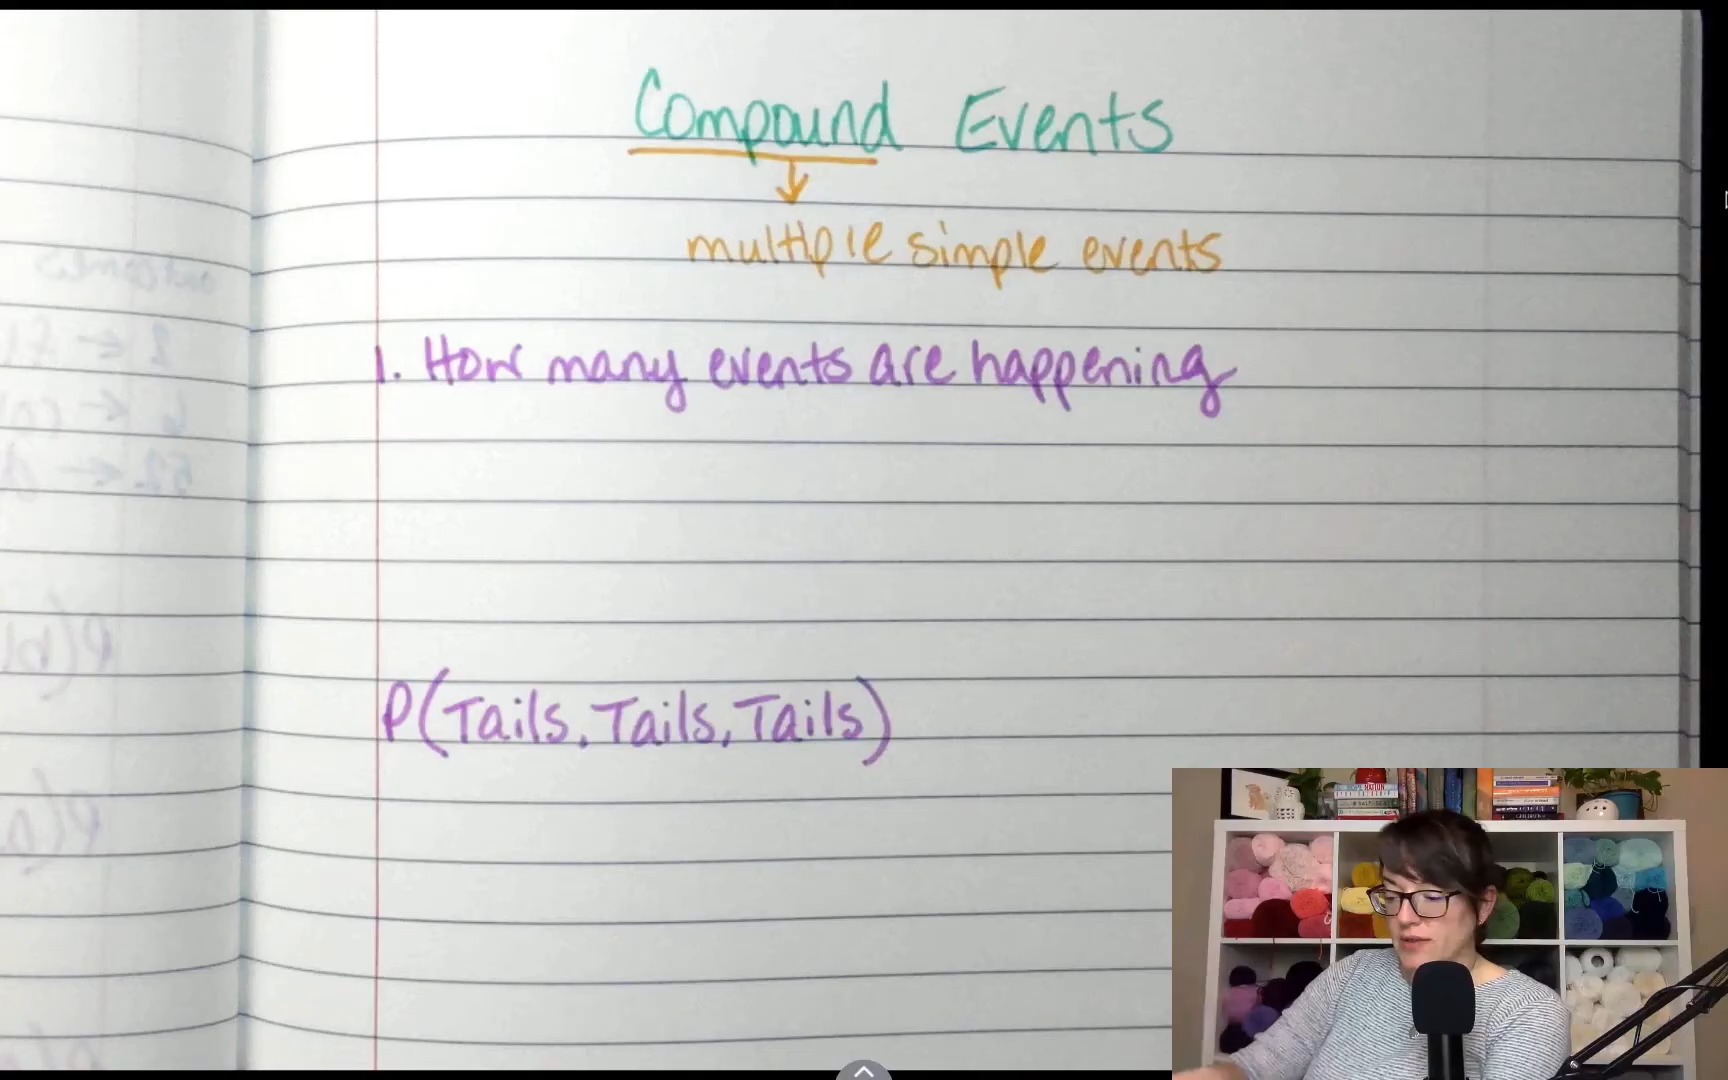 Compound Events
multiple simple events
1. How many events are happening
P(Tails, Tails, Tails)